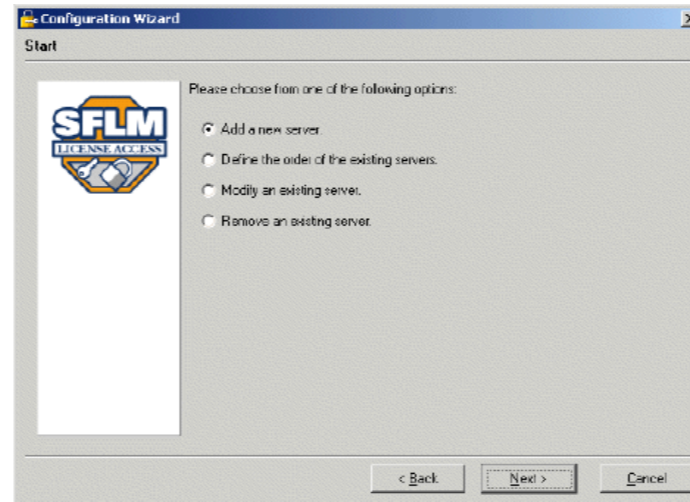 Configuration Wizard
Start
Please choose from one of the following options:
SFLM
LICENSE ACCESS
Add a new server.
Define the order of the existing servers.
Modify an existing server.
Remove an existing server.
< Back
Next >
Cancel